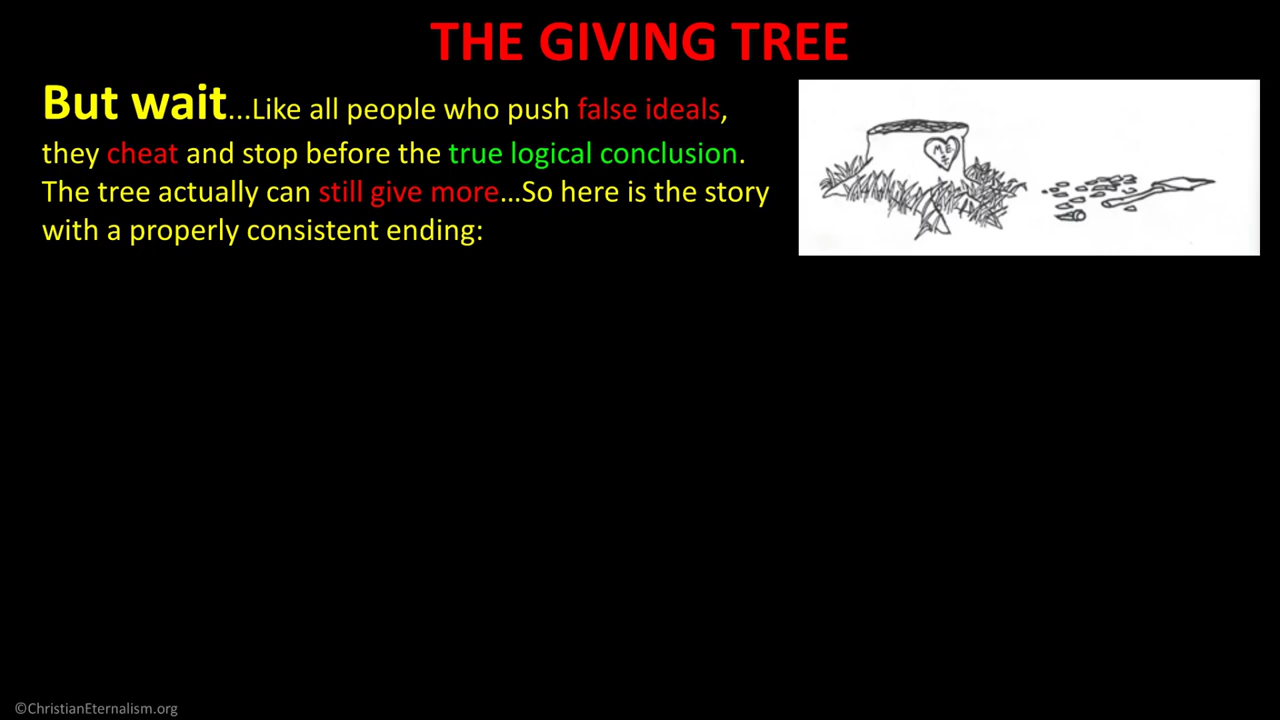 THE GIVING TREE
But wait...Like all people who push false ideals,
they cheat and stop before the true logical conclusion.
The tree actually can still give more...So here is the story
with a properly consistent ending:
©ChristianEternalism.org